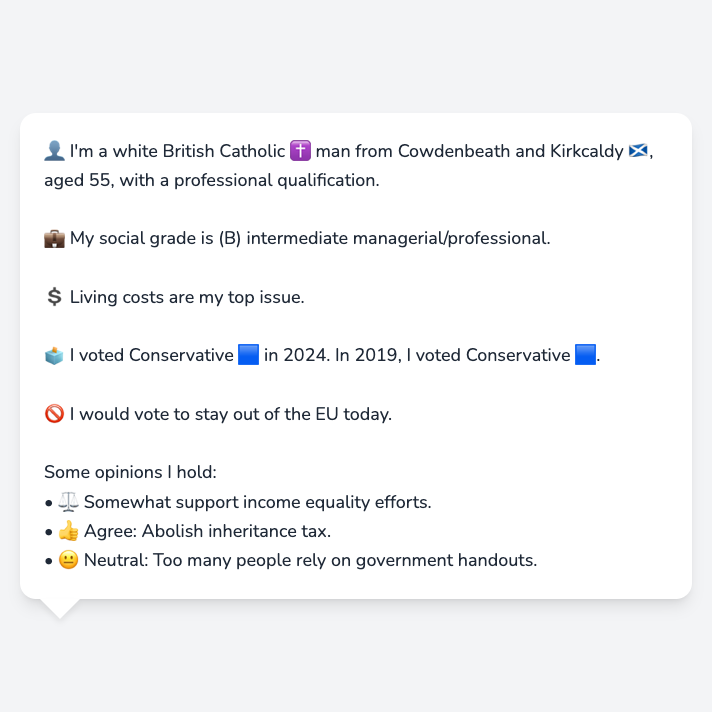 👤 I'm a white British Catholic ✝️ man from Cowdenbeath and Kirkcaldy 🏴󠁧󠁢󠁳󠁣󠁴󠁿,
aged 55, with a professional qualification.
💼 My social grade is (B) intermediate managerial/professional.
💲 Living costs are my top issue.
🗳️ I voted Conservative 🟦 in 2024. In 2019, I voted Conservative 🟦.
🚫 I would vote to stay out of the EU today.
Some opinions I hold:
• ⚖️ Somewhat support income equality efforts.
• 👍 Agree: Abolish inheritance tax.
• 😐 Neutral: Too many people rely on government handouts.